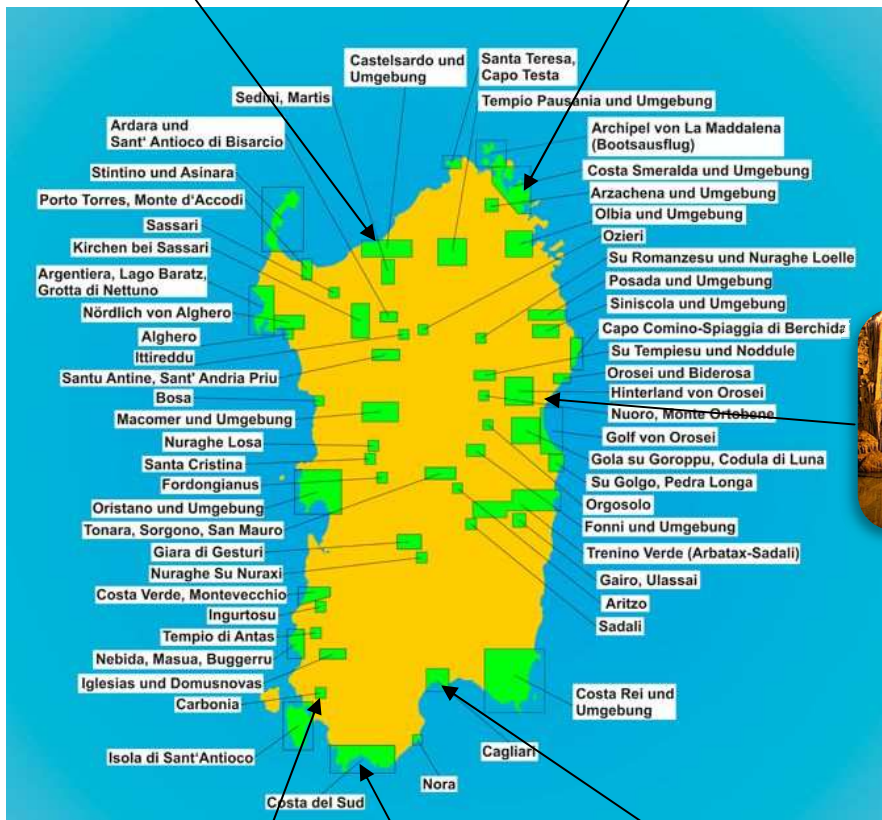 Castelsardo und
Umgebung
Santa Teresa,
Capo Testa
Sedini, Martis
Tempio Pausania und Umgebung
Ardara und
Sant' Antioco di Bisarcio
Archipel von La Maddalena
(Bootsausflug)
Stintino und Asinara
Costa Smeralda und Umgebung
Porto Torres, Monte d'Accodi
Arzachena und Umgebung
Sassari
Olbia und Umgebung
Kirchen bei Sassari
Ozieri
Argentiera, Lago Baratz,
Grotta di Nettuno
Su Romanzesu und Nuraghe Loelle
Posada und Umgebung
Nördlich von Alghero
Siniscola und Umgebung
Alghero
Capo Comino-Spiaggia di Berchida
Ittireddu
Su Tempiesu und Noddule
Santu Antine, Sant' Andria Priu
Orosei und Biderosa
Bosa
Hinterland von Orosei
Macomer und Umgebung
Nuoro, Monte Ortobene
Nuraghe Losa
Golf von Orosei
Santa Cristina
Gola su Goroppu, Codula di Luna
Fordongianus
Su Golgo, Pedra Longa
Oristano und Umgebung
Orgosolo
Tonara, Sorgono, San Mauro
Fonni und Umgebung
Giara di Gesturi
Trenino Verde (Arbatax-Sadali)
Nuraghe Su Nuraxi
Gairo, Ulassai
Costa Verde, Montevecchio
Aritzo
Ingurtosu
Sadali
Tempio di Antas
Nebida, Masua, Buggerru
Iglesias und Domusnovas
Costa Rei und
Umgebung
Carbonia
Cagliari
Isola di Sant'Antioco
Nora
Costa del Sud